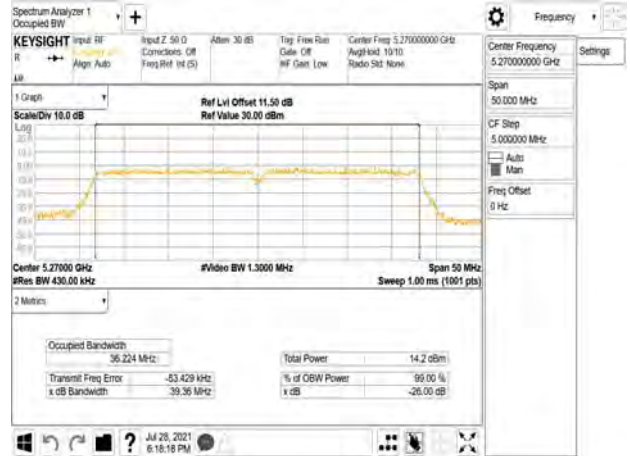 Spectrum Analyzer 1
Occupied BW
Frequency
KEYSIGHT Input: RF
R
Align: Auto
Input Z: 50 Ω
Corrections: Off
Freq Ref: Int (S)
Atten: 30 dB
Trig: Free Run
Gate: Off
#IF Gain: Low
Center Freq: 5.270000000 GHz
Avg|Hold: 10/10
Radio Std: None
Center Frequency
5.270000000 GHz
Settings
Span
50.000 MHz
CF Step
5.000000 MHz
Auto
Man
Freq Offset
0 Hz
1 Graph
Scale/Div 10.0 dB
Ref Lvl Offset 11.50 dB
Ref Value 30.00 dBm
Log
Center 5.27000 GHz
#Res BW 430.00 kHz
#Video BW 1.3000 MHz
Span 50 MHz
Sweep 1.00 ms (1001 pts)
2 Metrics
Occupied Bandwidth
36.224 MHz
Total Power 14.2 dBm
Transmit Freq Error -53.429 kHz
% of OBW Power 99.00 %
x dB Bandwidth 39.36 MHz
x dB -26.00 dB
?
Jul 28, 2021
6:18:18 PM